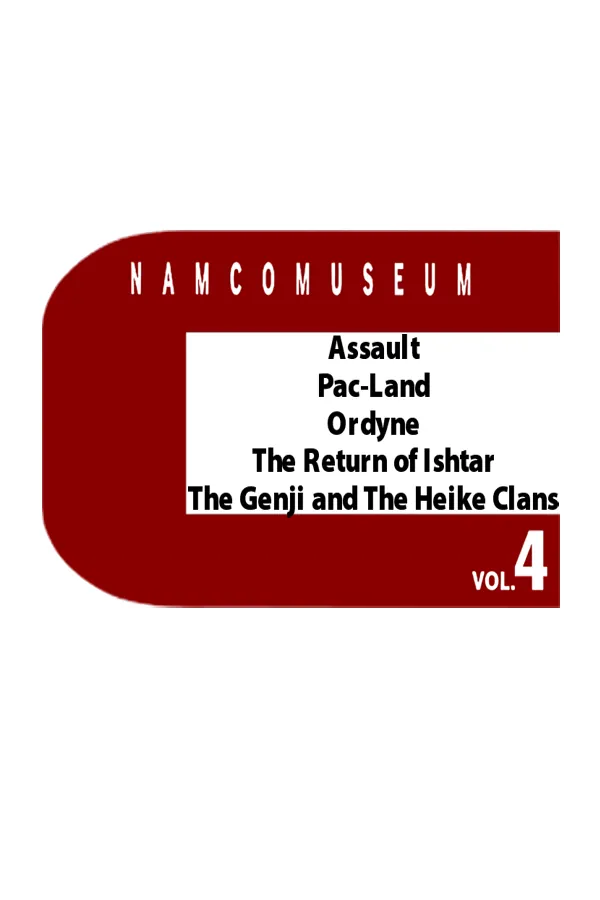 NAMCOMUSEUM
Assault
Pac-Land
Ordyne
The Return of Ishtar
The Genji and The Heike Clans
VOL.4